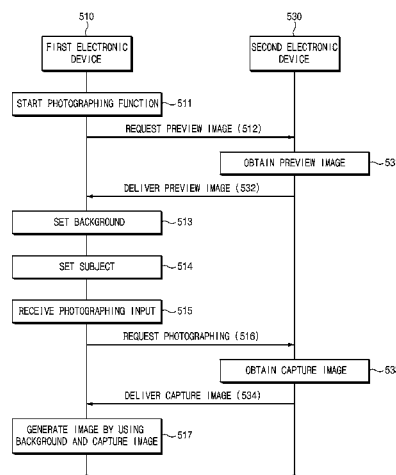 510
530
FIRST ELECTRONIC
DEVICE
SECOND ELECTRONIC
DEVICE
START PHOTOGRAPHING FUNCTION
511
REQUEST PREVIEW IMAGE (512)
OBTAIN PREVIEW IMAGE
53
DELIVER PREVIEW IMAGE (532)
SET BACKGROUND
513
SET SUBJECT
514
RECEIVE PHOTOGRAPHING INPUT
515
REQUEST PHOTOGRAPHING (516)
OBTAIN CAPTURE IMAGE
53
DELIVER CAPTURE IMAGE (534)
GENERATE IMAGE BY USING
BACKGROUND AND CAPTURE IMAGE
517